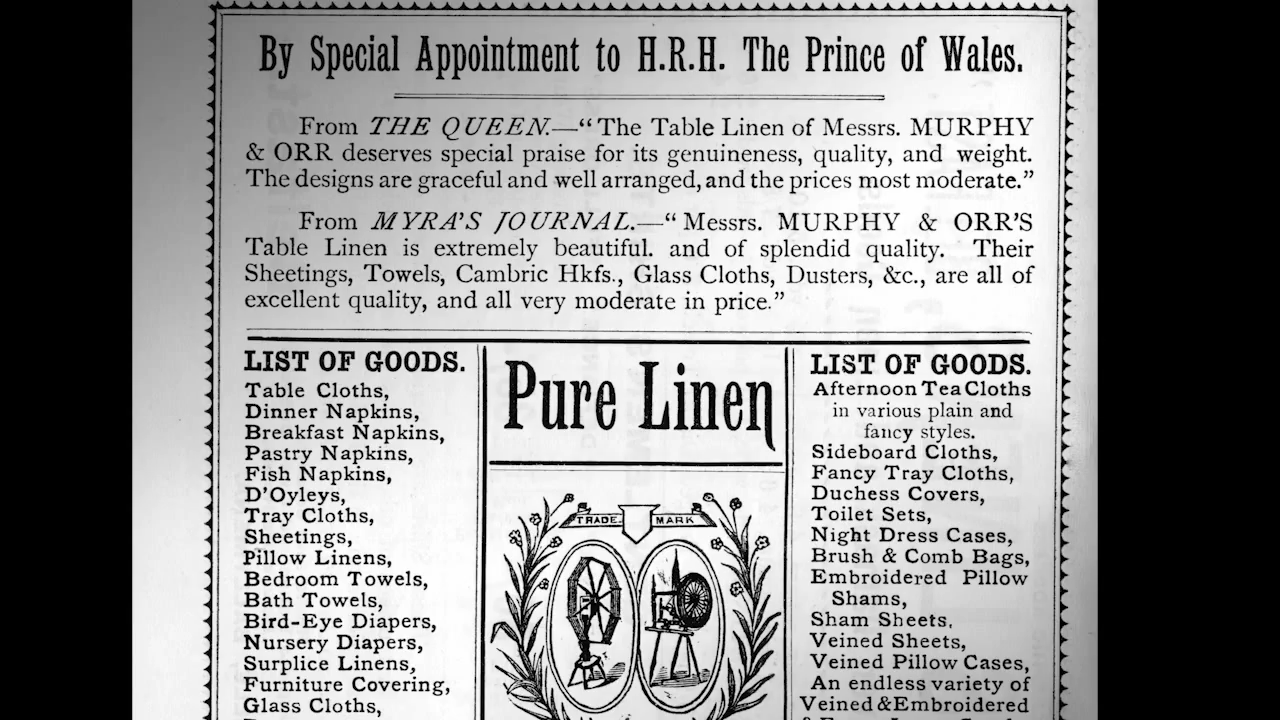 By Special Appointment to H.R.H. The Prince of Wales.
From THE QUEEN.—“The Table Linen of Messrs. MURPHY
& ORR deserves special praise for its genuineness, quality, and weight.
The designs are graceful and well arranged, and the prices most moderate.”
From MYRA’S JOURNAL.—“Messrs. MURPHY & ORR’S
Table Linen is extremely beautiful. and of splendid quality. Their
Sheetings, Towels, Cambric Hkfs., Glass Cloths, Dusters, &c., are all of
excellent quality, and all very moderate in price.”
LIST OF GOODS.
Table Cloths,
Dinner Napkins,
Breakfast Napkins,
Pastry Napkins,
Fish Napkins,
D’Oyleys,
Tray Cloths,
Sheetings,
Pillow Linens,
Bedroom Towels,
Bath Towels,
Bird-Eye Diapers,
Nursery Diapers,
Surplice Linens,
Furniture Covering,
Glass Cloths,
Pure Linen
TRADE MARK
LIST OF GOODS.
Afternoon Tea Cloths
in various plain and
fancy styles.
Sideboard Cloths,
Fancy Tray Cloths,
Duchess Covers,
Toilet Sets,
Night Dress Cases,
Brush & Comb Bags,
Embroidered Pillow
Shams,
Sham Sheets,
Veined Sheets,
Veined Pillow Cases,
An endless variety of
Veined & Embroidered